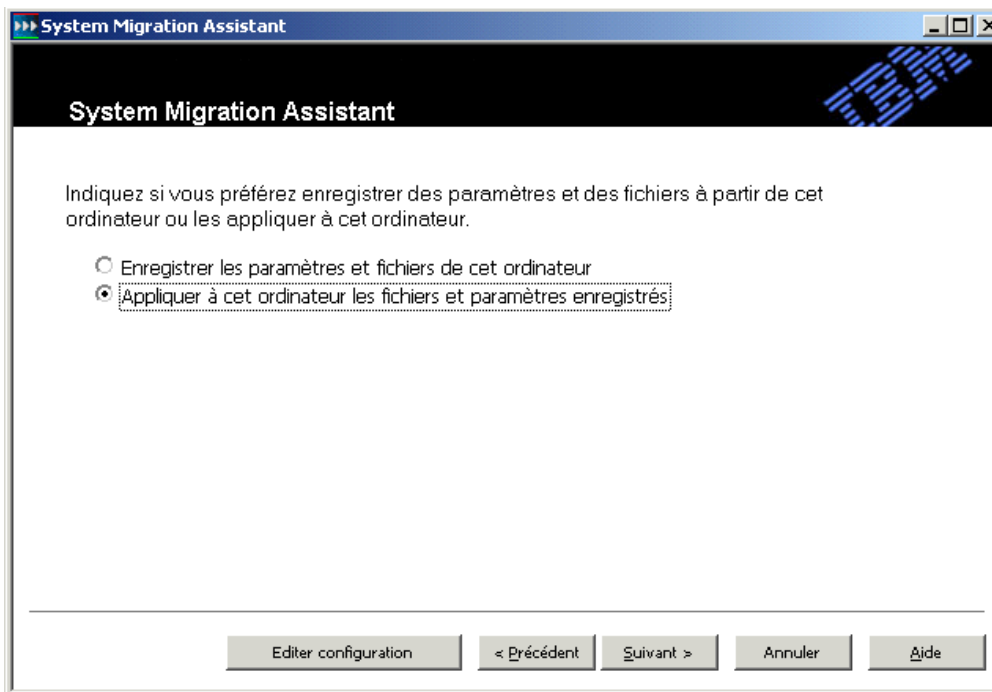 System Migration Assistant
IBM
System Migration Assistant
Indiquez si vous préférez enregistrer des paramètres et des fichiers à partir de cet
ordinateur ou les appliquer à cet ordinateur.
Enregistrer les paramètres et fichiers de cet ordinateur
Appliquer à cet ordinateur les fichiers et paramètres enregistrés
Editer configuration
< Précédent
Suivant >
Annuler
Aide